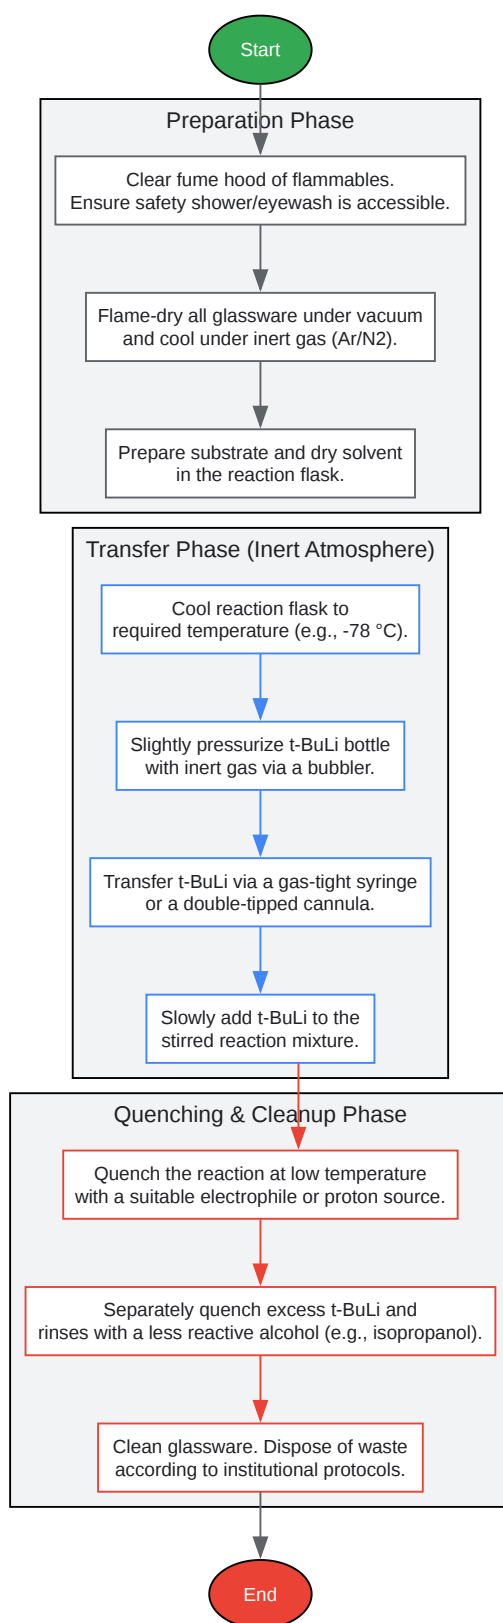 Start
Preparation Phase
Clear fume hood of flammables.
Ensure safety shower/eyewash is accessible.
Flame-dry all glassware under vacuum
and cool under inert gas (Ar/N2).
Prepare substrate and dry solvent
in the reaction flask.
Transfer Phase (Inert Atmosphere)
Cool reaction flask to
required temperature (e.g., -78 °C).
Slightly pressurize t-BuLi bottle
with inert gas via a bubbler.
Transfer t-BuLi via a gas-tight syringe
or a double-tipped cannula.
Slowly add t-BuLi to the
stirred reaction mixture.
Quenching & Cleanup Phase
Quench the reaction at low temperature
with a suitable electrophile or proton source.
Separately quench excess t-BuLi and
rinses with a less reactive alcohol (e.g., isopropanol).
Clean glassware. Dispose of waste
according to institutional protocols.
End